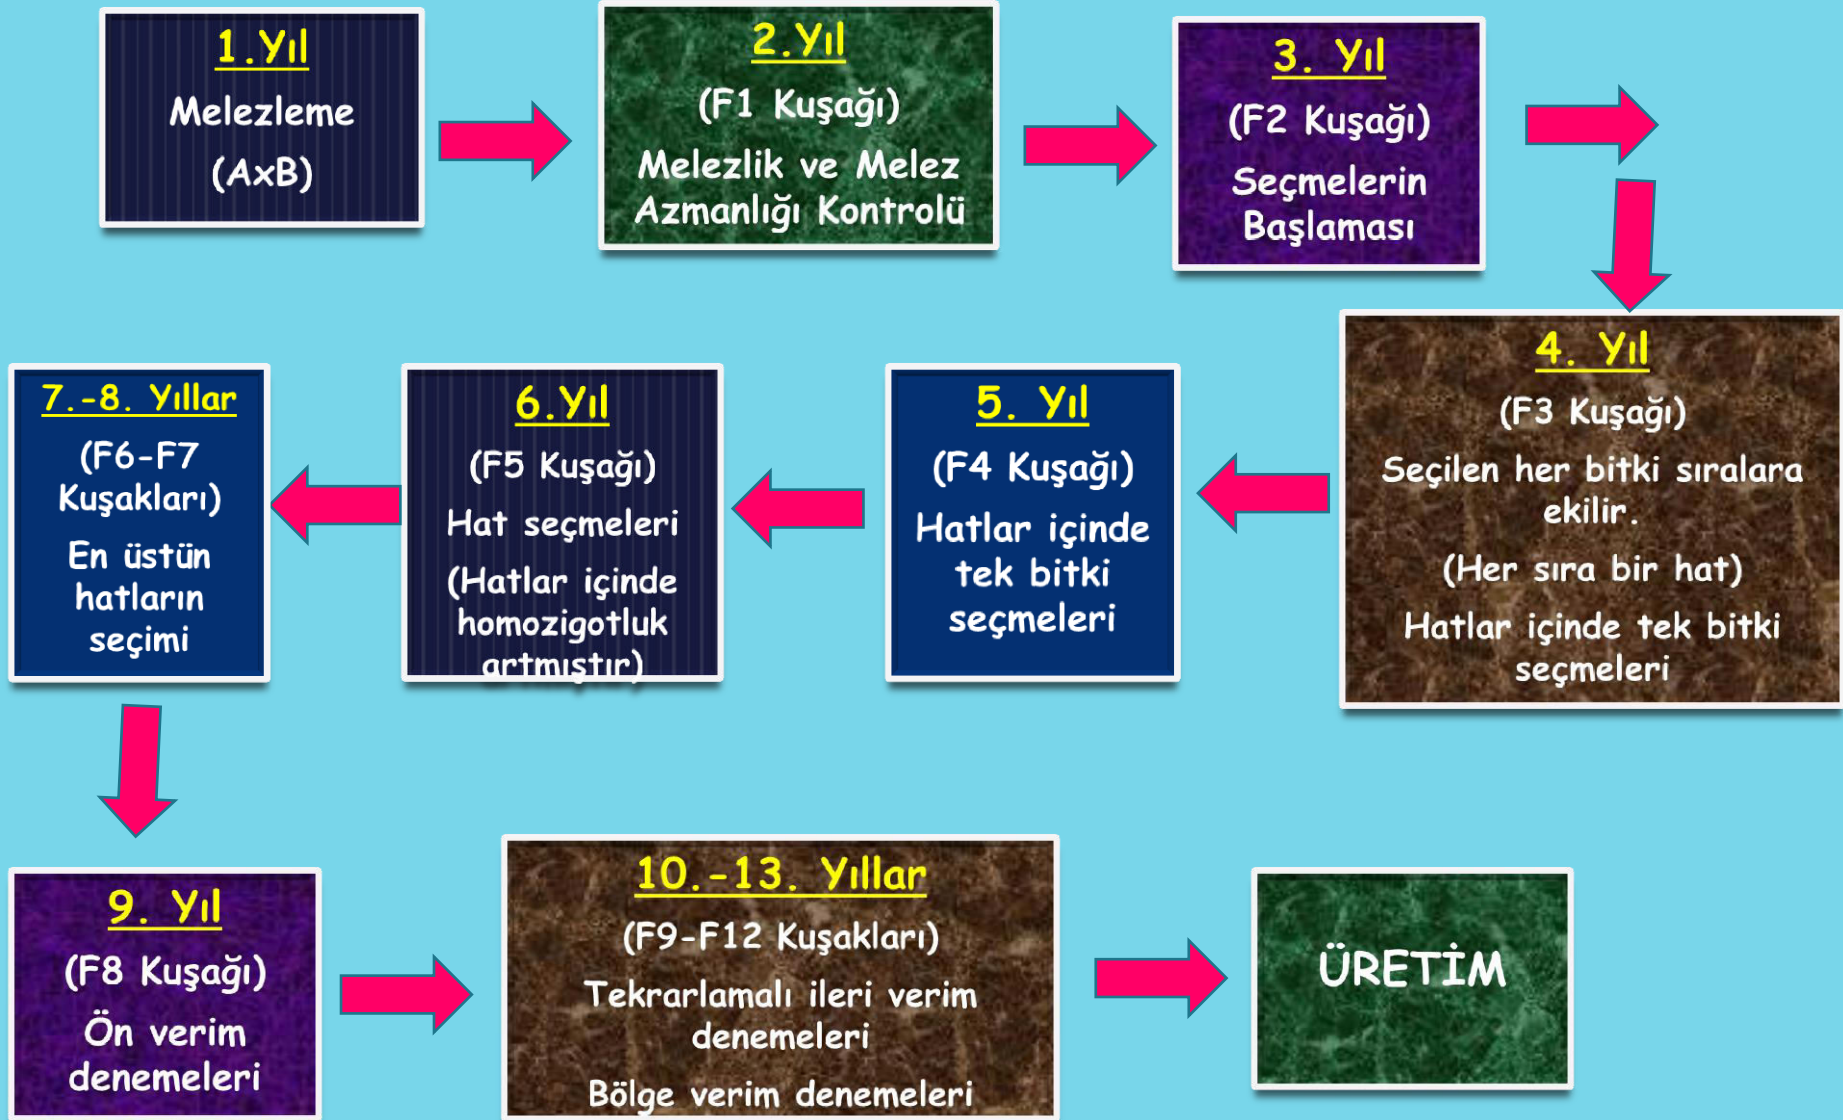 1.Yıl
Melezleme
(AxB)
2.Yıl
(F1 Kuşağı)
Melezlik ve Melez
Azmanlığı Kontrolü
3. Yıl
(F2 Kuşağı)
Seçmelerin
Başlaması
4. Yıl
(F3 Kuşağı)
Seçilen her bitki sıralara
ekilir.
(Her sıra bir hat)
Hatlar içinde tek bitki
seçmeleri
5. Yıl
(F4 Kuşağı)
Hatlar içinde
tek bitki
seçmeleri
6.Yıl
(F5 Kuşağı)
Hat seçmeleri
(Hatlar içinde
homozigotluk
artmıştır)
7.-8. Yıllar
(F6-F7
Kuşakları)
En üstün
hatların
seçimi
9. Yıl
(F8 Kuşağı)
Ön verim
denemeleri
10.-13. Yıllar
(F9-F12 Kuşakları)
Tekrarlamalı ileri verim
denemeleri
Bölge verim denemeleri
ÜRETİM